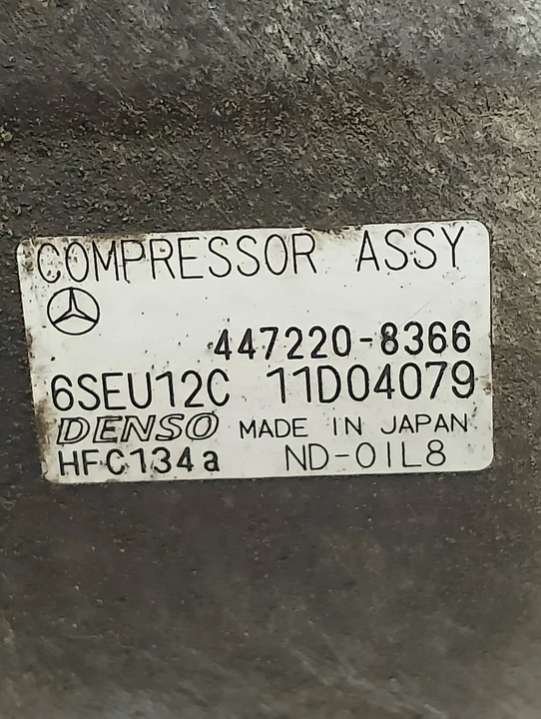 COMPRESSOR ASSY
447220-8366
6SEU12C 11D04079
DENSO MADE IN JAPAN
HFC134a ND-OIL8